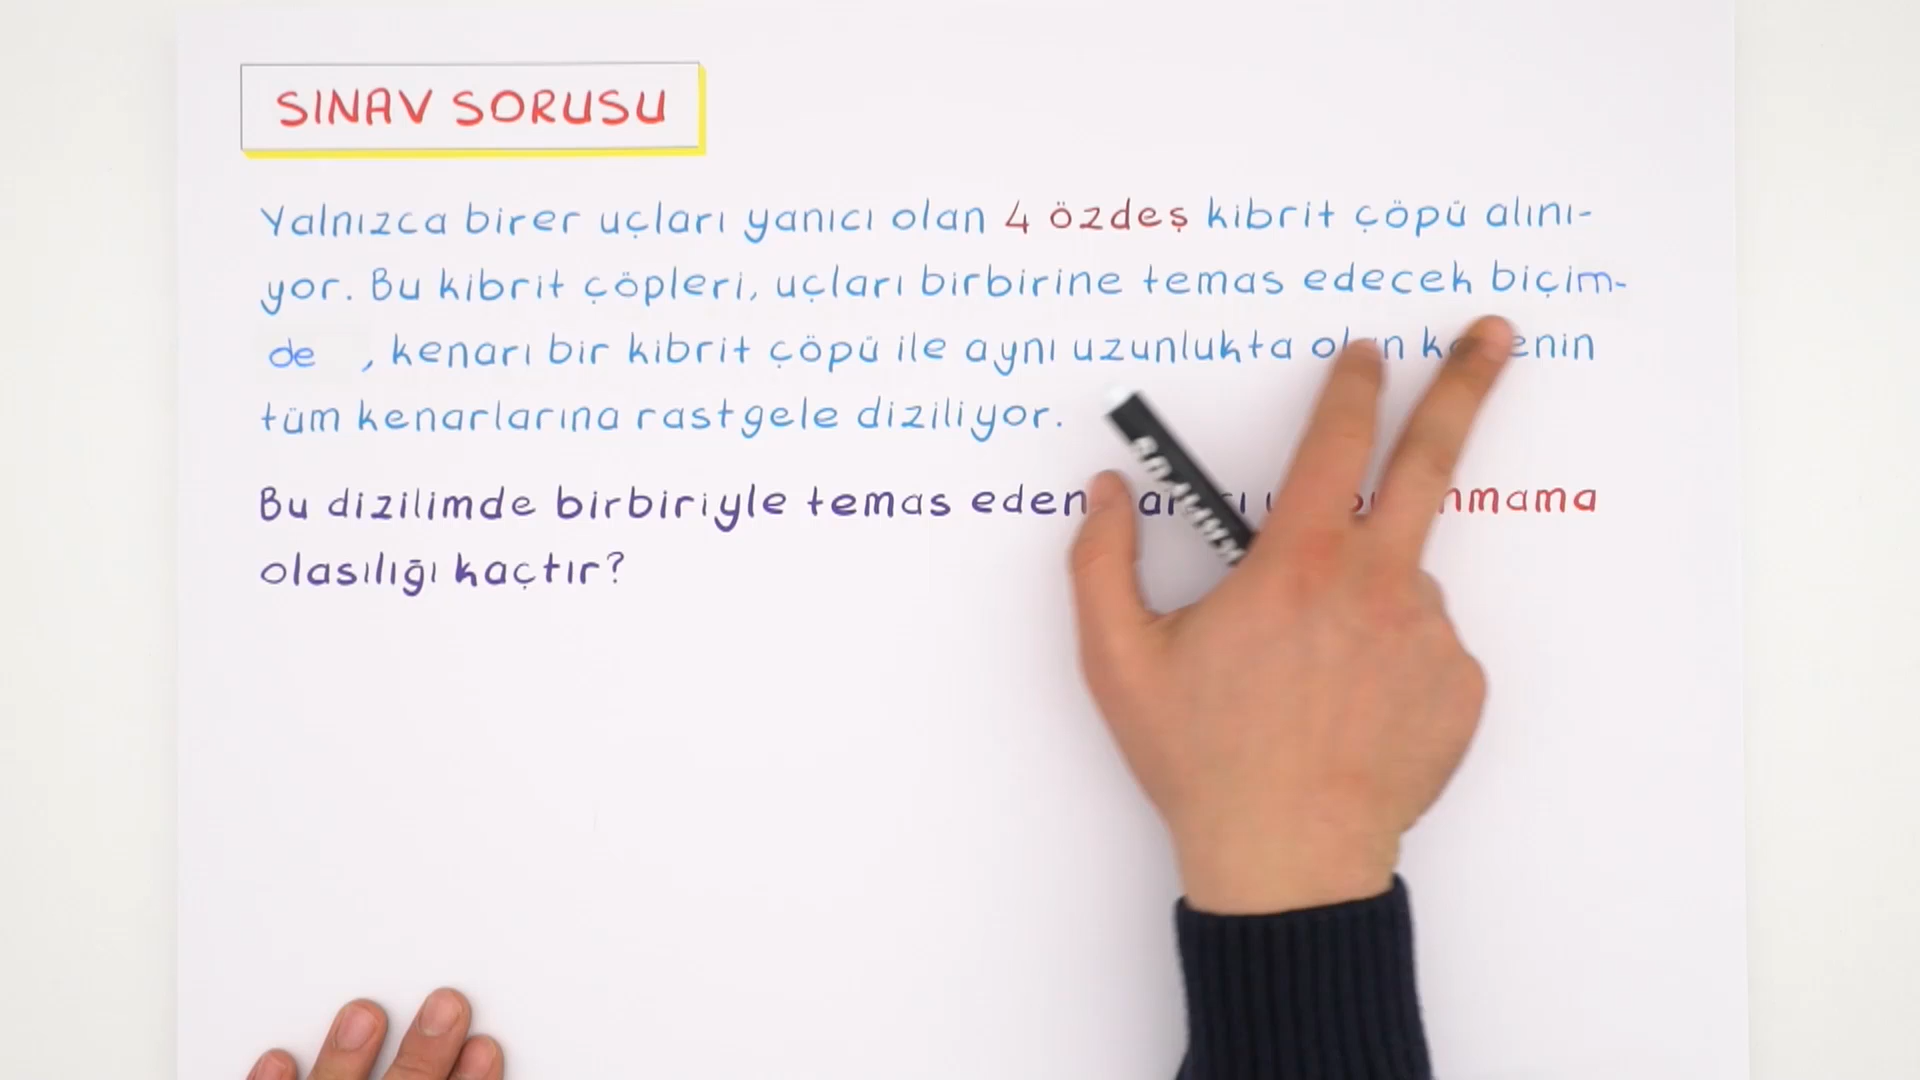 SINAV SORUSU
Yalnızca birer uçları yanıcı olan 4 özdeş kibrit çöpü alını-
yor. Bu kibrit çöpleri, uçları birbirine temas edecek biçim-
de , kenarı bir kibrit çöpü ile aynı uzunlukta
tüm kenarlarına rastgele diziliyor.
Bu dizilimde birbiriyle temas eden
olasılığı kaçtır?